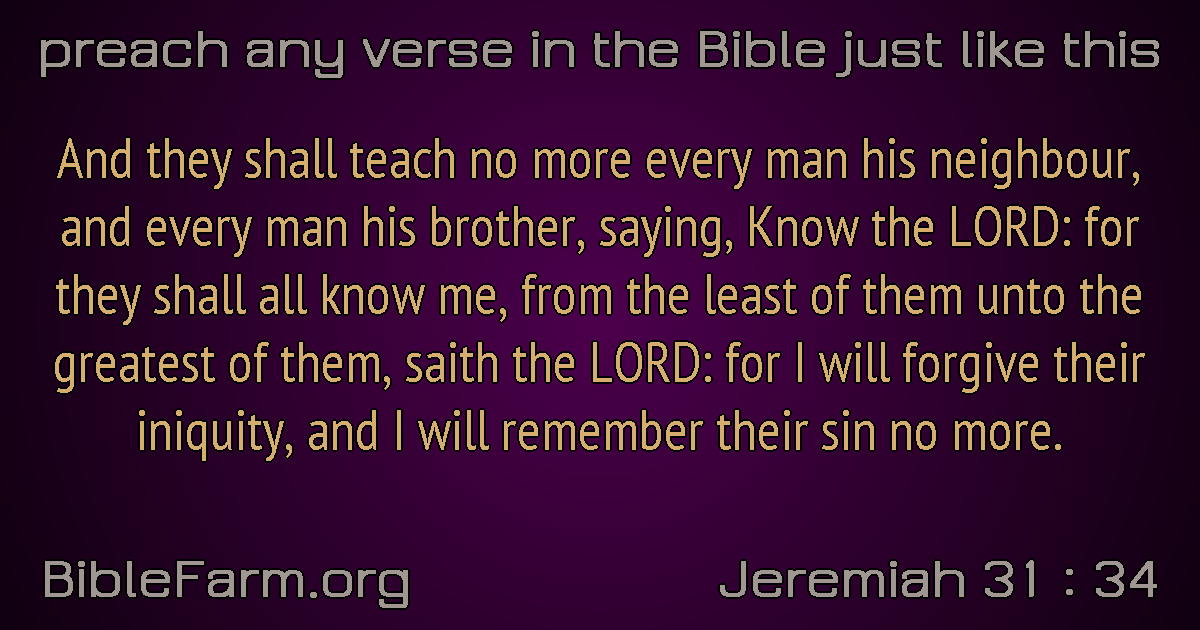 preach any verse in the Bible just like this
And they shall teach no more every man his neighbour,
and every man his brother, saying, Know the LORD: for
they shall all know me, from the least of them unto the
greatest of them, saith the LORD: for I will forgive their
iniquity, and I will remember their sin no more.
BibleFarm.org
Jeremiah 31 : 34